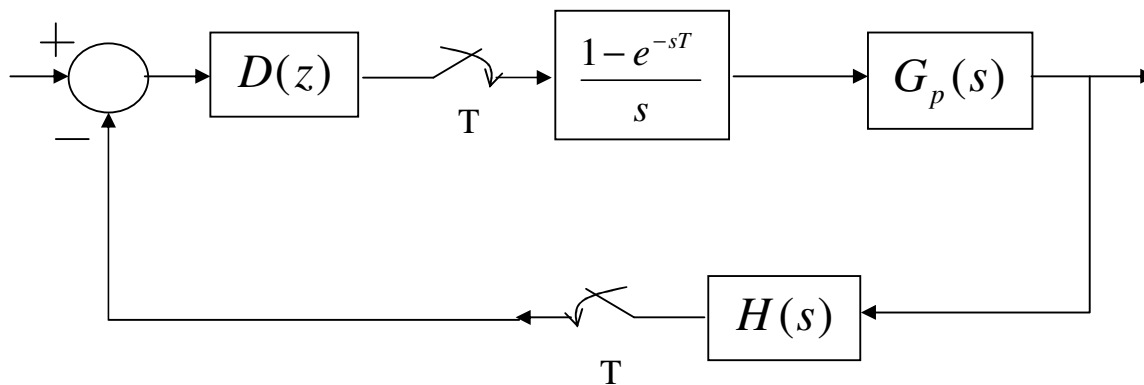 +
D(z)
T
1 − e^{−sT}
s
G_p(s)
−
H(s)
T